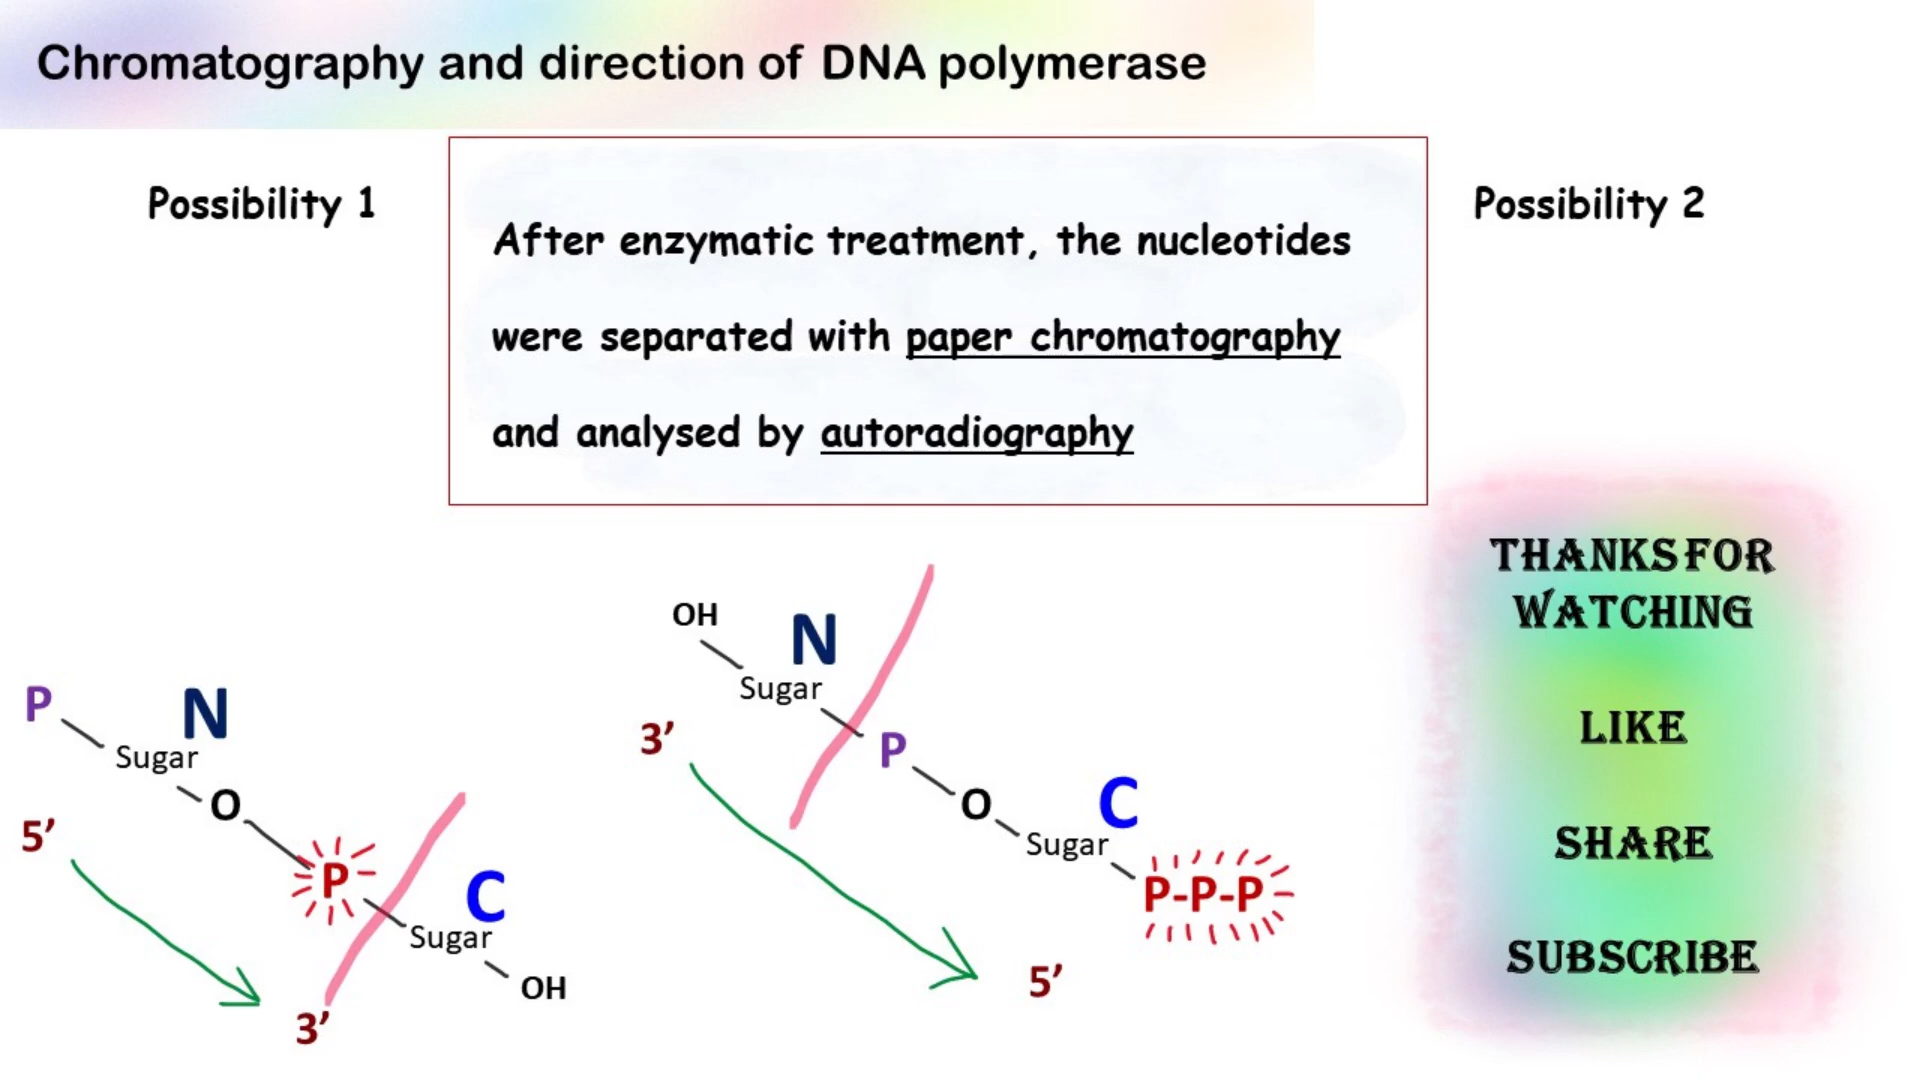 Chromatography and direction of DNA polymerase
Possibility 1
After enzymatic treatment, the nucleotides
were separated with paper chromatography
and analysed by autoradiography
Possibility 2
P
N
Sugar
O
5’
P
C
Sugar
OH
3’
OH
N
Sugar
3’
P
O
C
Sugar
P-P-P
5’
THANKS FOR
WATCHING
LIKE
SHARE
SUBSCRIBE